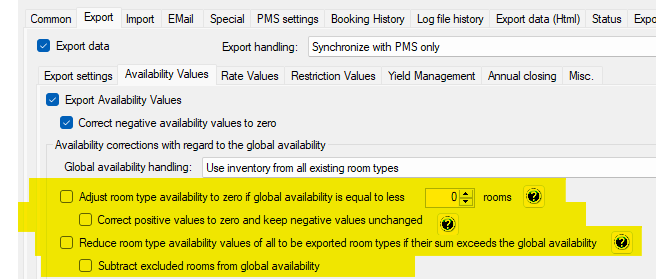 Common Export Import EMail Special PMS settings Booking History Log file history Export data (Html) Status Expo
Export data Export handling: Synchronize with PMS only
Export settings Availability Values Rate Values Restriction Values Yield Management Annual closing Misc.
Export Availability Values
Correct negative availability values to zero
Availability corrections with regard to the global availability
Global availability handling: Use inventory from all existing room types
Adjust room type availability to zero if global availability is equal to less 0 rooms ?
Correct positive values to zero and keep negative values unchanged ?
Reduce room type availability values of all to be exported room types if their sum exceeds the global availability ?
Subtract excluded rooms from global availability